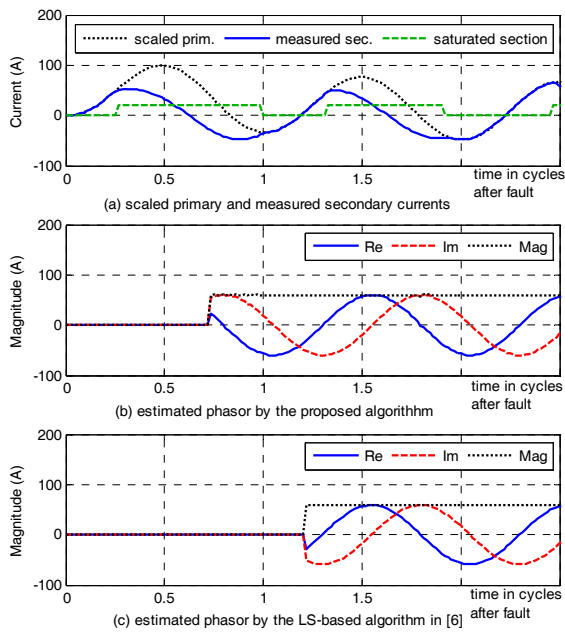 200
100
0
-100
Current (A)
scaled prim.
measured sec.
saturated section
0
0.5
1
1.5
time in cycles
after fault
(a) scaled primary and measured secondary currents
200
100
0
-100
Magnitude (A)
Re
Im
Mag
0
0.5
1
1.5
time in cycles
after fault
(b) estimated phasor by the proposed algorithhm
200
100
0
-100
Magnitude (A)
Re
Im
Mag
0
0.5
1
1.5
time in cycles
after fault
(c) estimated phasor by the LS-based algorithm in [6]